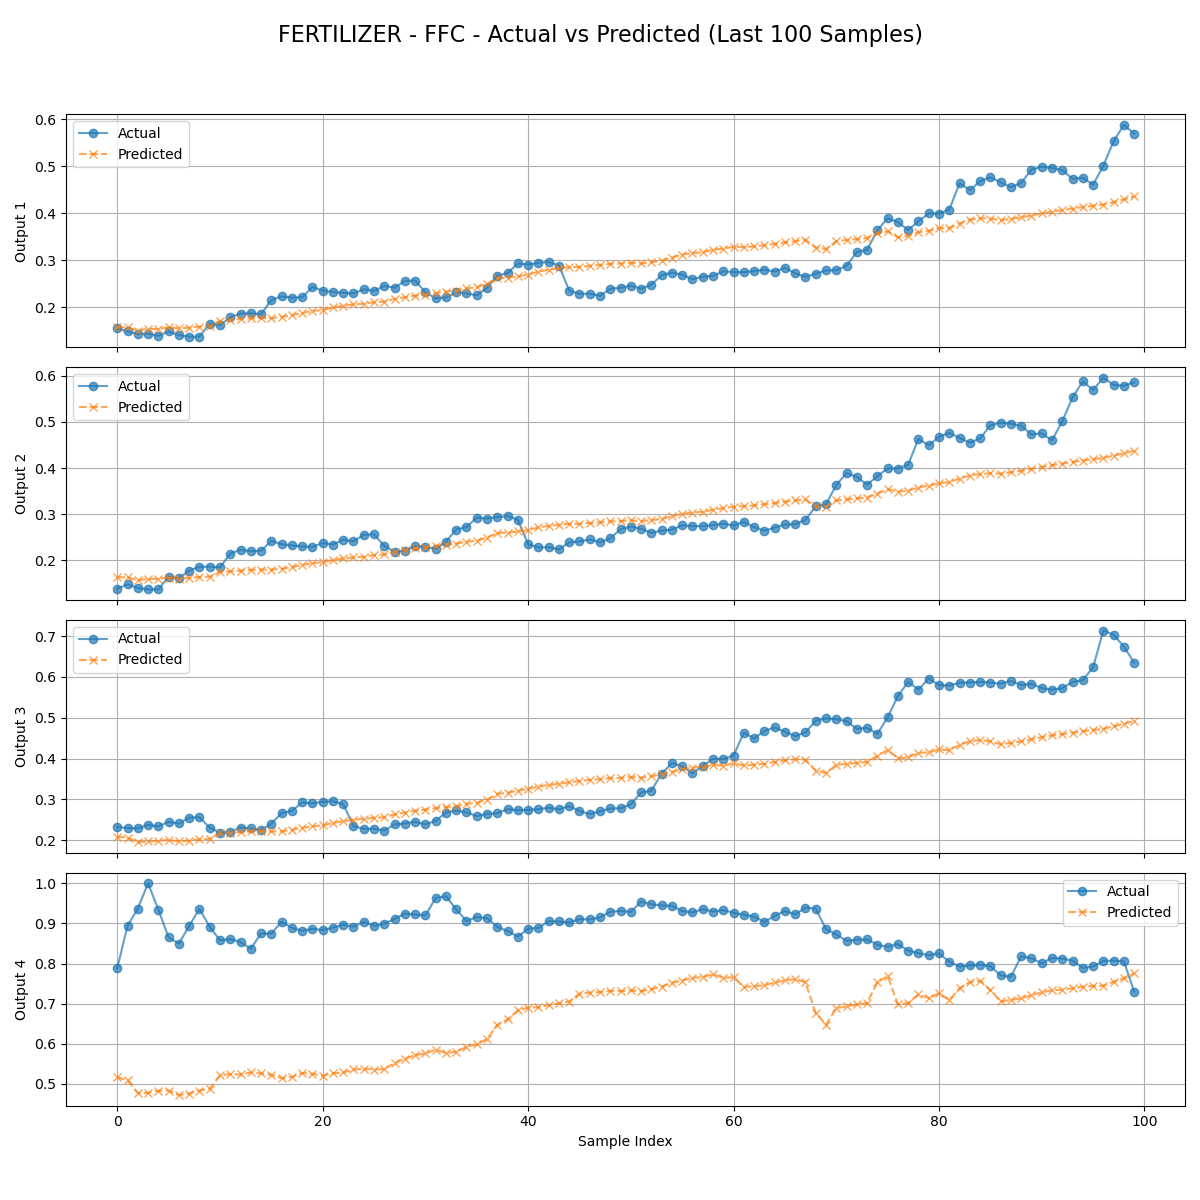 FERTILIZER - FFC - Actual vs Predicted (Last 100 Samples)
Output 1
0.6
0.5
0.4
0.3
0.2
Actual
Predicted
Output 2
0.6
0.5
0.4
0.3
0.2
Actual
Predicted
Output 3
0.7
0.6
0.5
0.4
0.3
0.2
Actual
Predicted
Output 4
1.0
0.9
0.8
0.7
0.6
0.5
Actual
Predicted
0 20 40 60 80 100
Sample Index